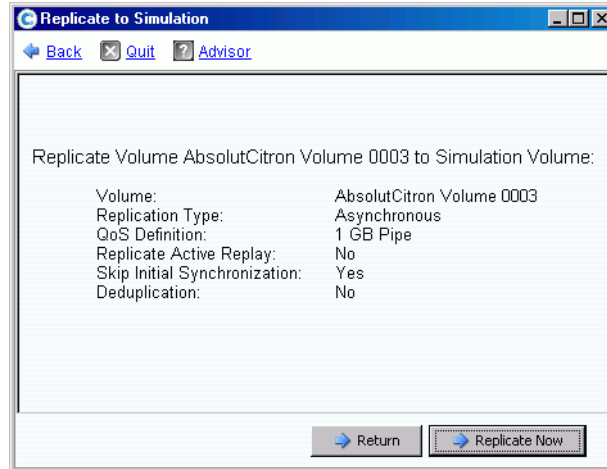 Replicate to Simulation
Back Quit Advisor
Replicate Volume AbsolutCitron Volume 0003 to Simulation Volume:
Volume: AbsolutCitron Volume 0003
Replication Type: Asynchronous
QoS Definition: 1 GB Pipe
Replicate Active Replay: No
Skip Initial Synchronization: Yes
Deduplication: No
Return Replicate Now